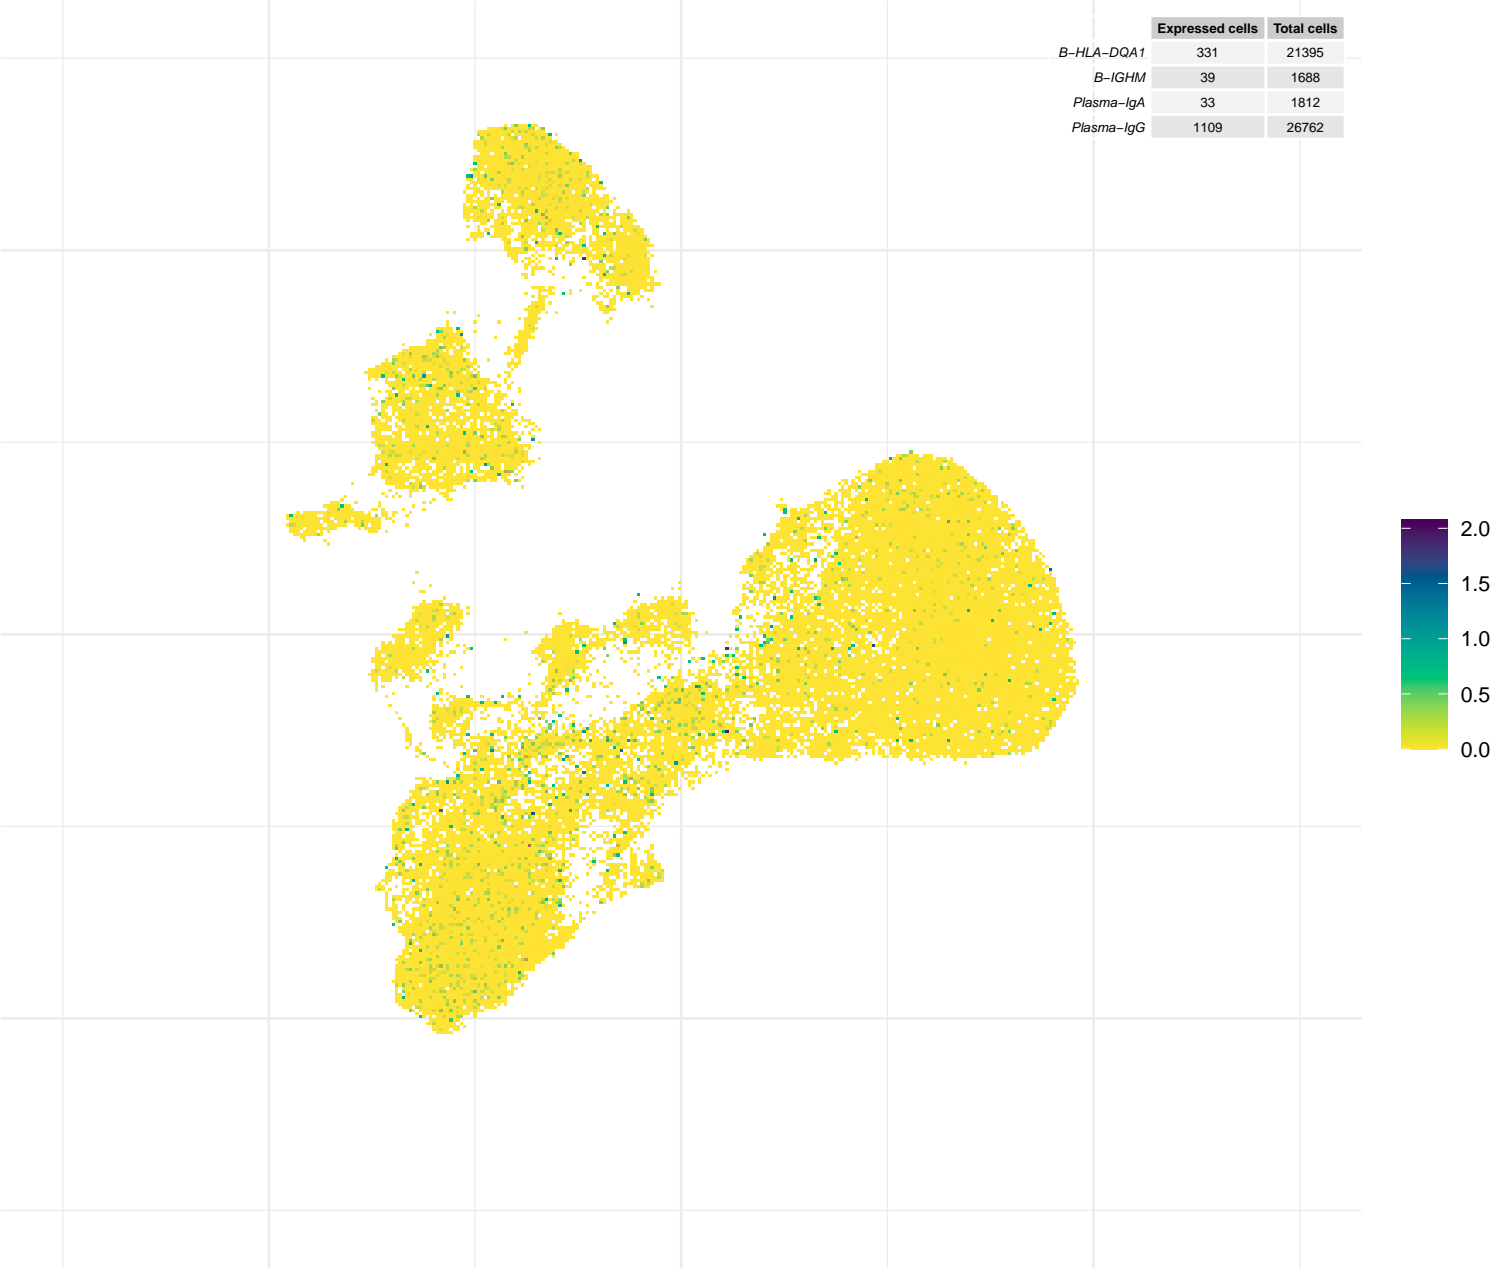 Expressed cells Total cells
B−HLA−DQA1 331 21395
B−IGHM 39 1688
Plasma−IgA 33 1812
Plasma−IgG 1109 26762
2.0
1.5
1.0
0.5
0.0